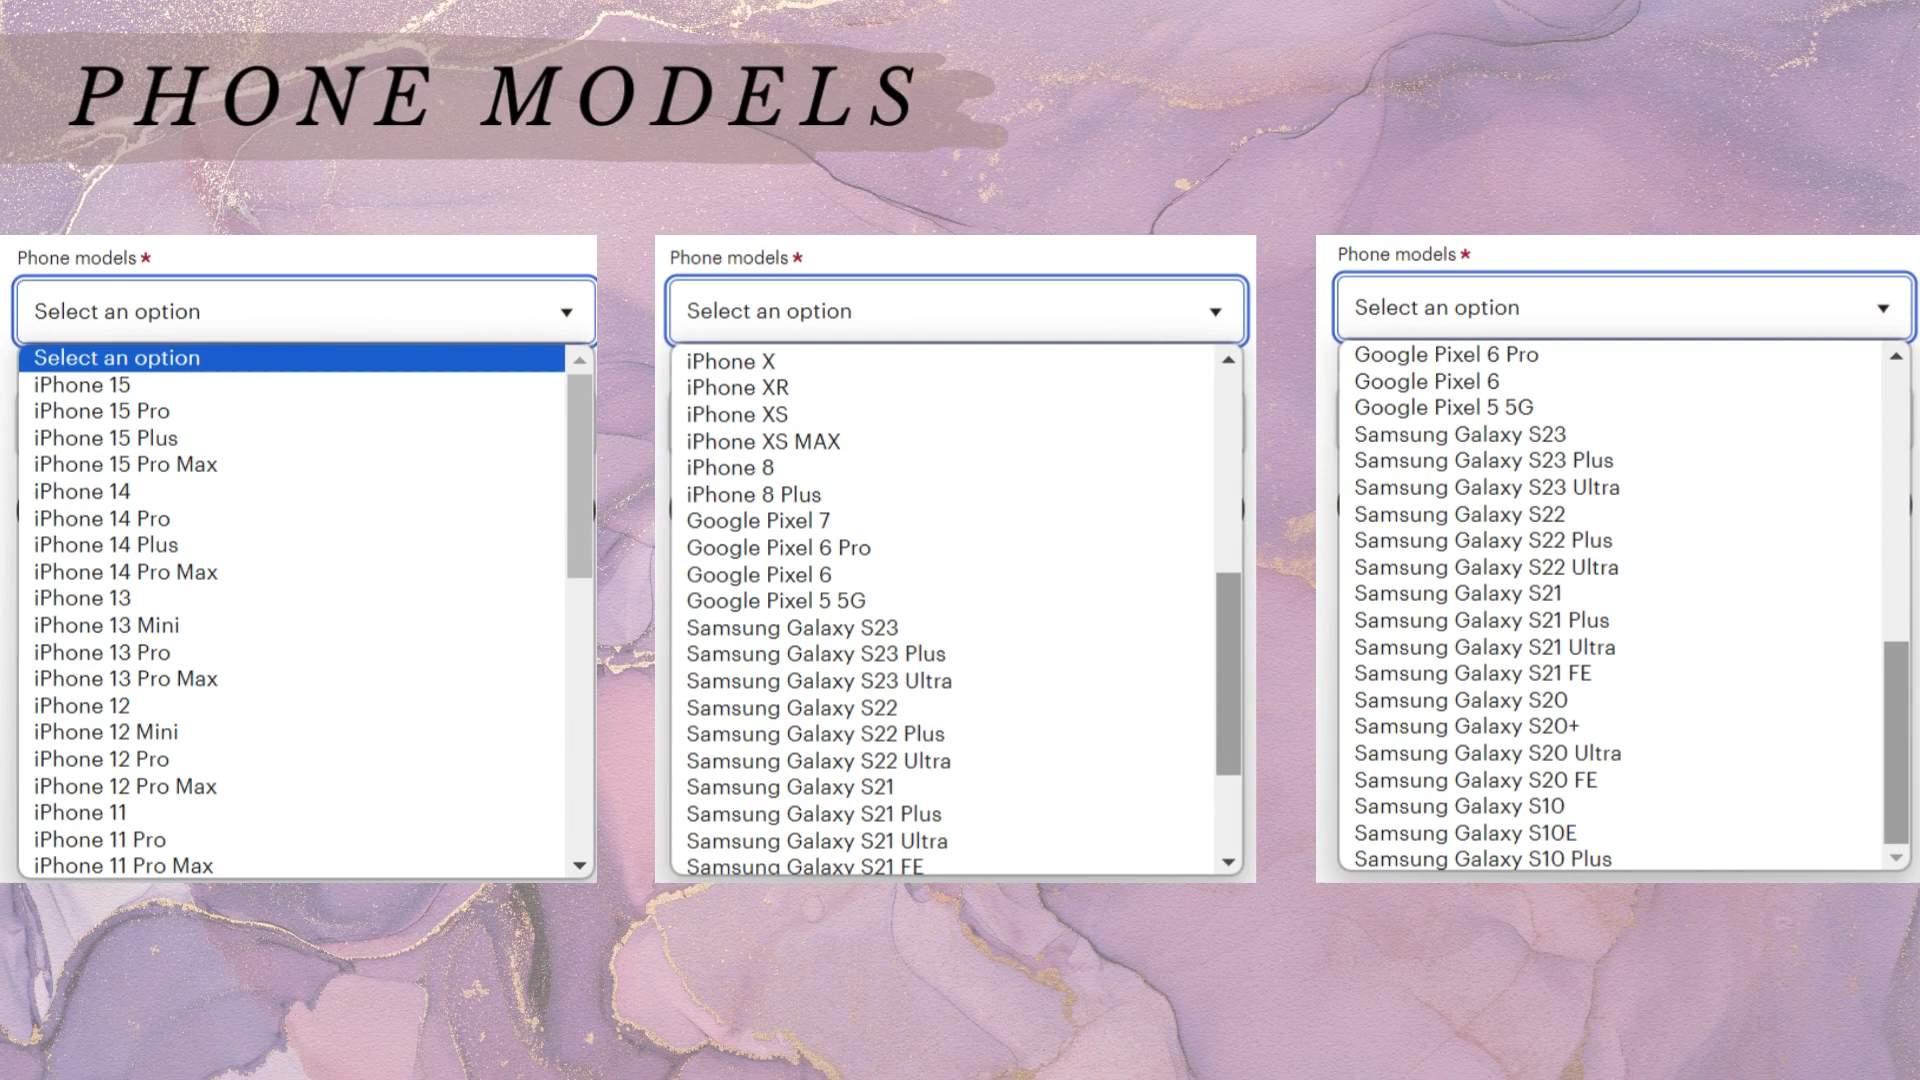 PHONE MODELS
Phone models *
Select an option
Select an option
iPhone 15
iPhone 15 Pro
iPhone 15 Plus
iPhone 15 Pro Max
iPhone 14
iPhone 14 Pro
iPhone 14 Plus
iPhone 14 Pro Max
iPhone 13
iPhone 13 Mini
iPhone 13 Pro
iPhone 13 Pro Max
iPhone 12
iPhone 12 Mini
iPhone 12 Pro
iPhone 12 Pro Max
iPhone 11
iPhone 11 Pro
iPhone 11 Pro Max
Phone models *
Select an option
iPhone X
iPhone XR
iPhone XS
iPhone XS MAX
iPhone 8
iPhone 8 Plus
Google Pixel 7
Google Pixel 6 Pro
Google Pixel 6
Google Pixel 5 5G
Samsung Galaxy S23
Samsung Galaxy S23 Plus
Samsung Galaxy S23 Ultra
Samsung Galaxy S22
Samsung Galaxy S22 Plus
Samsung Galaxy S22 Ultra
Samsung Galaxy S21
Samsung Galaxy S21 Plus
Samsung Galaxy S21 Ultra
Samsung Galaxy S21 FE
Phone models *
Select an option
Google Pixel 6 Pro
Google Pixel 6
Google Pixel 5 5G
Samsung Galaxy S23
Samsung Galaxy S23 Plus
Samsung Galaxy S23 Ultra
Samsung Galaxy S22
Samsung Galaxy S22 Plus
Samsung Galaxy S22 Ultra
Samsung Galaxy S21
Samsung Galaxy S21 Plus
Samsung Galaxy S21 Ultra
Samsung Galaxy S21 FE
Samsung Galaxy S20
Samsung Galaxy S20+
Samsung Galaxy S20 Ultra
Samsung Galaxy S20 FE
Samsung Galaxy S10
Samsung Galaxy S10E
Samsung Galaxy S10 Plus